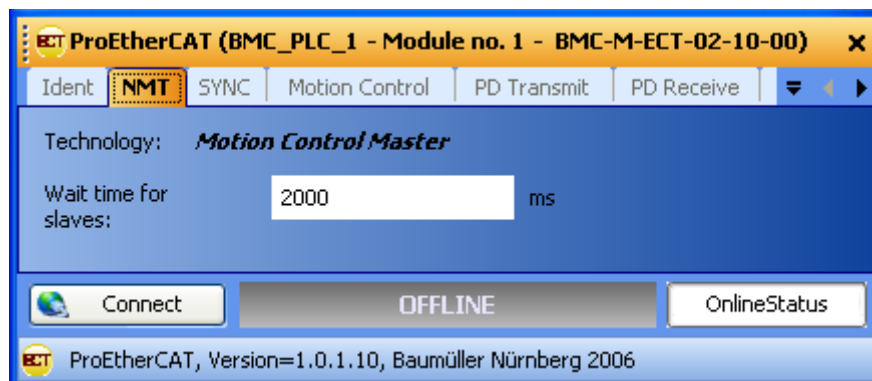 ECT ProEtherCAT (BMC_PLC_1 - Module no. 1 - BMC-M-ECT-02-10-00)
Ident NMT SYNC Motion Control PD Transmit PD Receive
Technology: Motion Control Master
Wait time for slaves: 2000 ms
Connect OFFLINE OnlineStatus
ECT ProEtherCAT, Version=1.0.1.10, Baumüller Nürnberg 2006